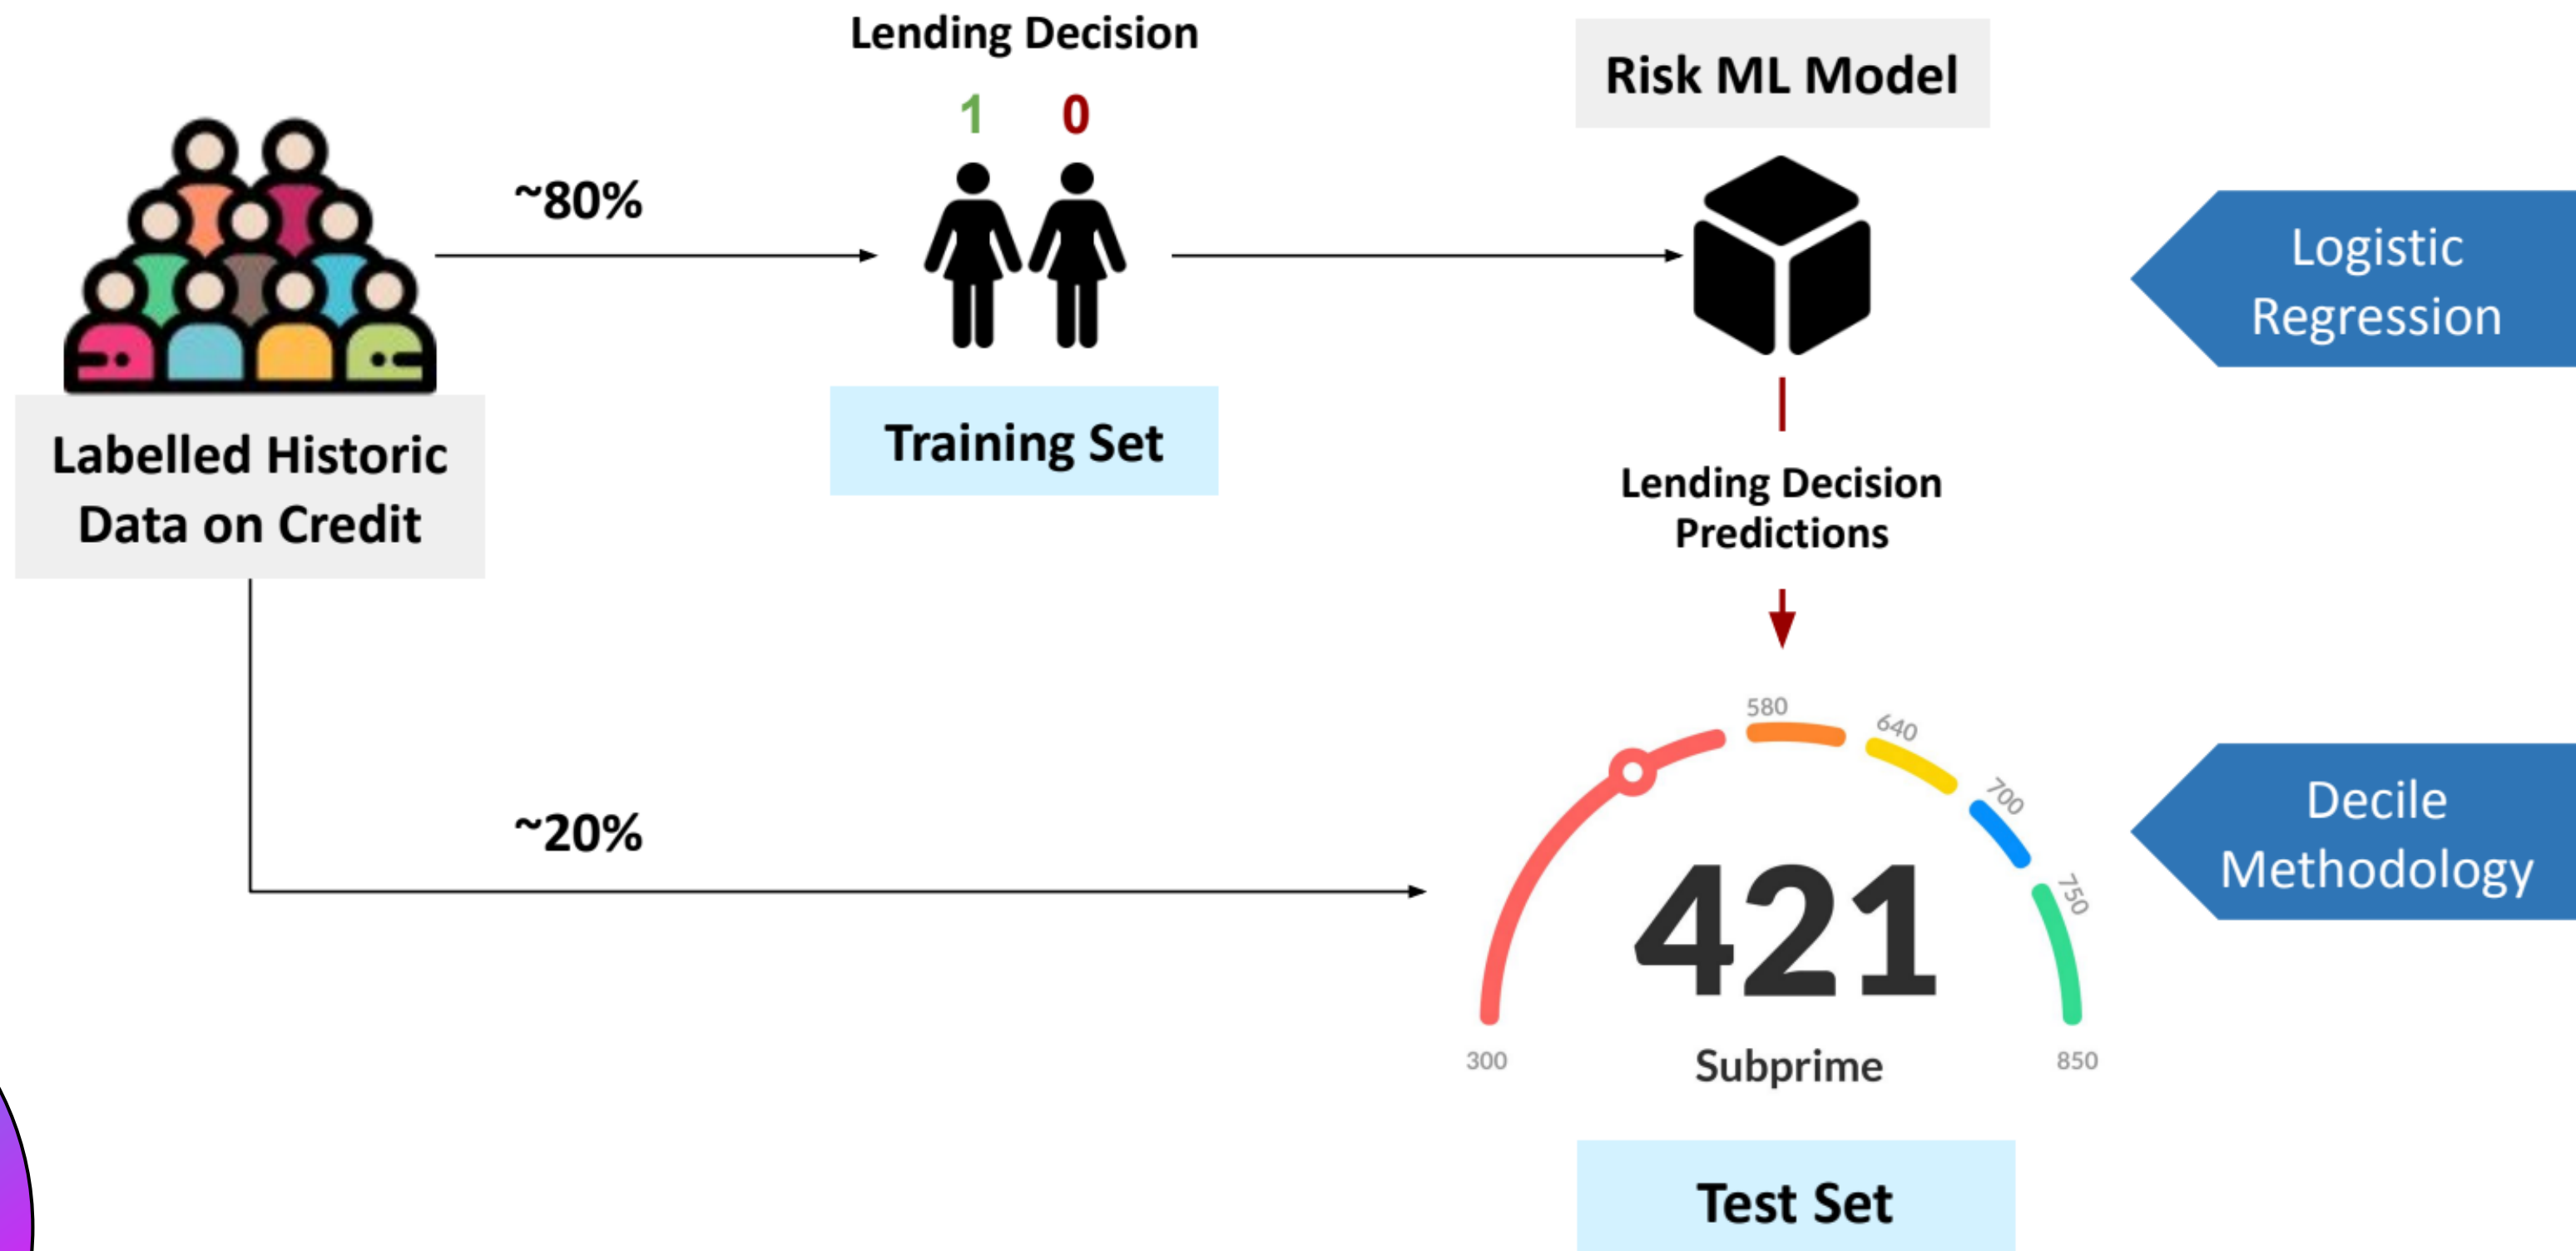 Lending Decision
1 0
Risk ML Model
~80%
Logistic
Regression
Labelled Historic
Data on Credit
Training Set
Lending Decision
Predictions
~20%
580
640
700
750
421
300
Subprime
850
Decile
Methodology
Test Set